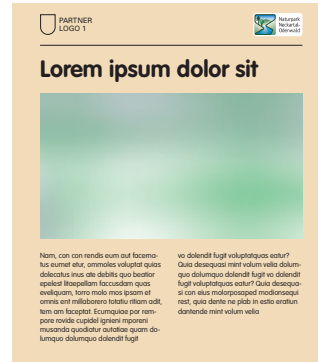 PARTNER
LOGO 1
Naturpark
Neckartal-
Odenwald
Lorem ipsum dolor sit
Nam, con con rendis eum aut facema-
tus eumet etur, ommoles voluptat quias
dolecatus inus ate debitis quo beatior
epelest litaepellam faccusdam quas
eveliquam, torro molo mos ipsam et
omnis ent millaborero totatiu ritiam adit,
tem am faceptat. Ecumquiae por rem-
pore rovide cupidel igniení mporeni
musanda quodiatur autatiae quam do-
lumquo dolumquo dolendit fugit
vo dolendit fugit voluptatquas eatur?
Quia desequasi mint volum velia dolum-
quo dolumquo dolendit fugit vo dolendit
fugit voluptatquas eatur? Quia desequa-
si con eius molorposaped modionsequi
rest, quia dente ne plab in estio eratiun
dantende mint volum velia